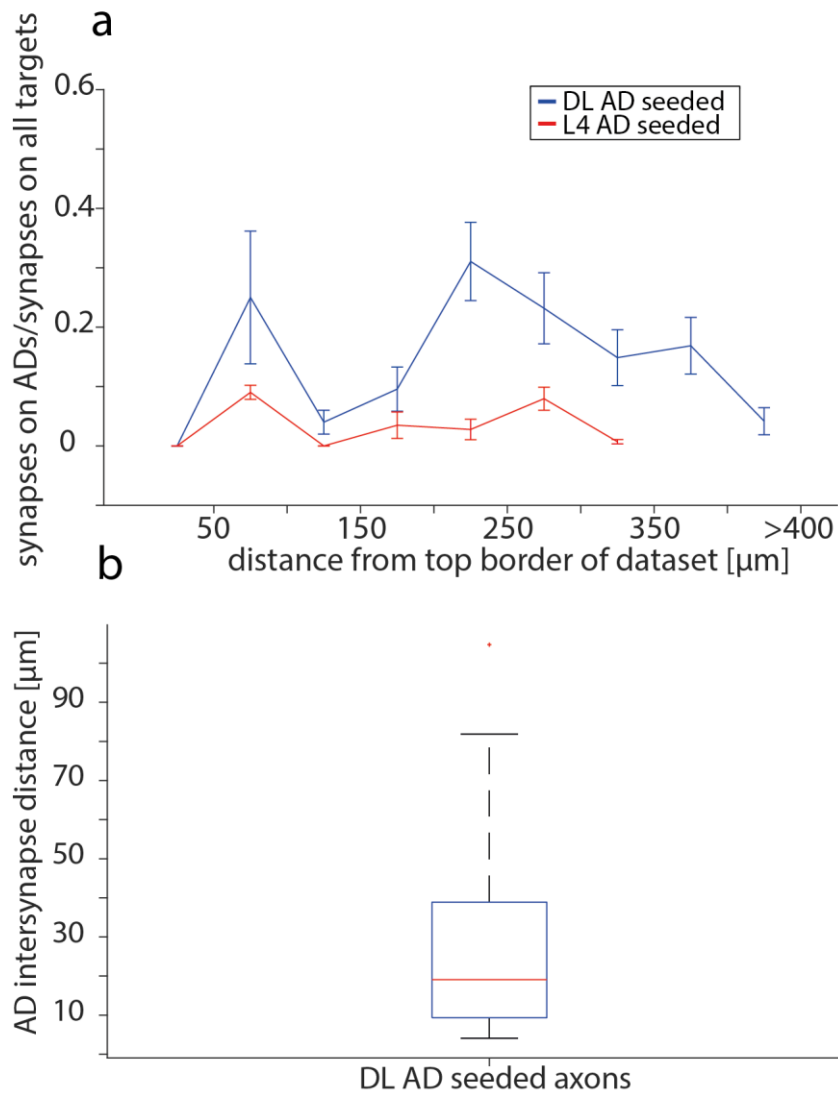 a
synapses on ADs/synapses on all targets
0.6
0.4
0.2
0
DL AD seeded
L4 AD seeded
50 150 250 350 >400
distance from top border of dataset [µm]
b
AD intersynapse distance [µm]
90
70
50
30
10
DL AD seeded axons